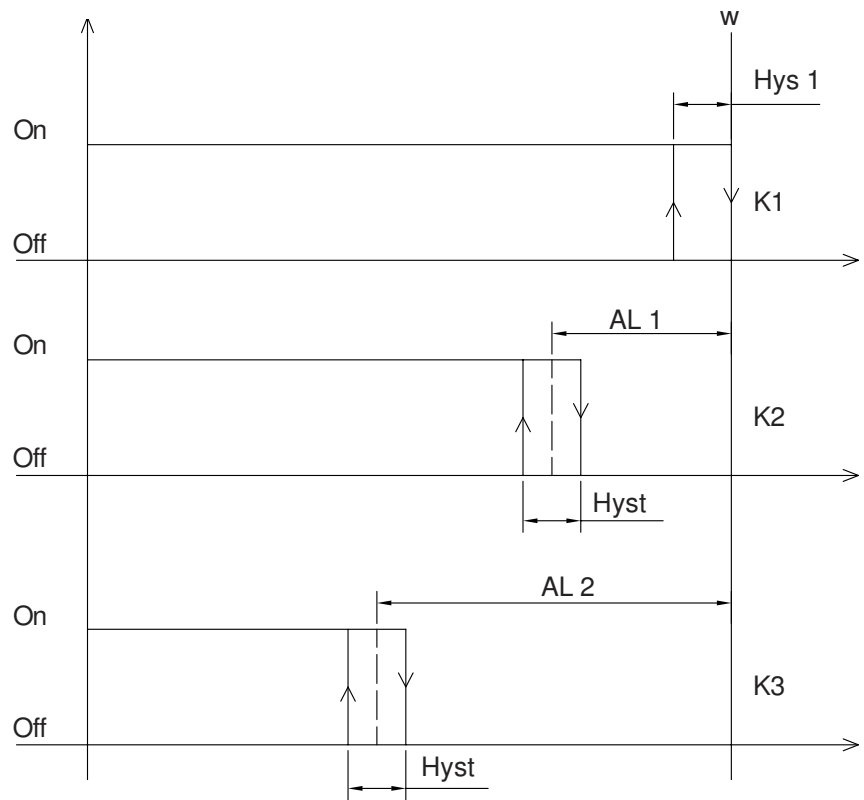 w
Hys 1
On
K1
Off
AL 1
On
K2
Off
Hyst
AL 2
On
K3
Off
Hyst